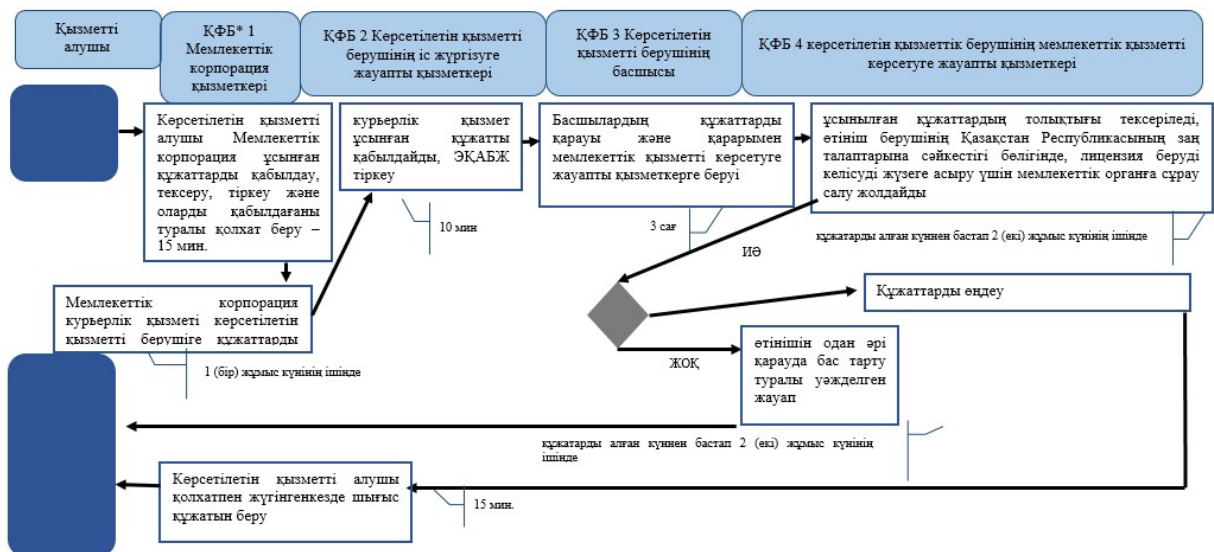 Қызметті
алушы
ҚФБ* 1
Мемлекеттік
корпорация
қызметкері
ҚФБ 2 Көрсетілетін қызметті
берушінің іс жүргізуге
жауапты қызметкері
ҚФБ 3 Көрсетілетін
қызметті берушінің
басшысы
ҚФБ 4 көрсетілетін қызметтік берушінің мемлекеттік қызметті
көрсетуге жауапты қызметкері
Көрсетілетін қызметті
алушы Мемлекеттік
корпорация ұсынған
құжаттарды қабылдау,
тексеру, тіркеу және
оларды қабылдағаны
туралы қолхат беру –
15 мин.
курьерлік қызмет
ұсынған құжатты
қабылдайды, ЭҚАБЖ
тіркеу
Басшылардың құжаттарды
қарауы және қарарымен
мемлекеттік қызметті көрсетуге
жауапты қызметкерге беруі
ұсынылған құжаттардың толықтығы тексеріледі,
өтініш берушінің Қазақстан Республикасының заң
талаптарына сәйкестігі бөлігінде, лицензия беруді
келісуді жүзеге асыру үшін мемлекеттік органға сұрау
салу жолдайды
10 мин
3 сағ
құжатарды алған күннен бастап 2 (екі) жұмыс күнінің ішінде
ИӘ
Мемлекеттік корпорация
курьерлік қызметі көрсетілетін
қызметті берушіге құжаттарды
Құжаттарды өңдеу
1 (бір) жұмыс күнінің ішінде
ЖОҚ
өтінішін одан әрі
қарауда бас тарту
туралы уәжделген
жауап
құжатарды алған күннен бастап 2 (екі) жұмыс күнінің
ішінде
Көрсетілетін қызметті алушы
қолхатпен жүгінгенкезде шығыс
құжатын беру
15 мин.